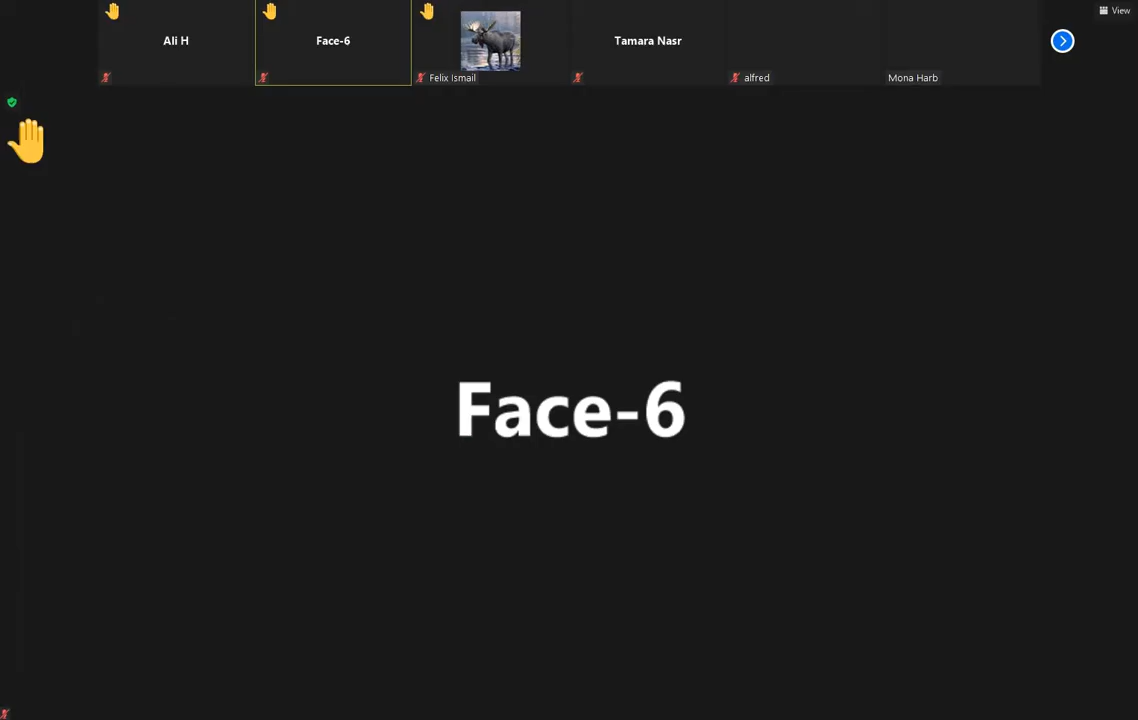 View
Ali H
Face-6
Felix Ismail
Tamara Nasr
alfred
Mona Harb
Face-6